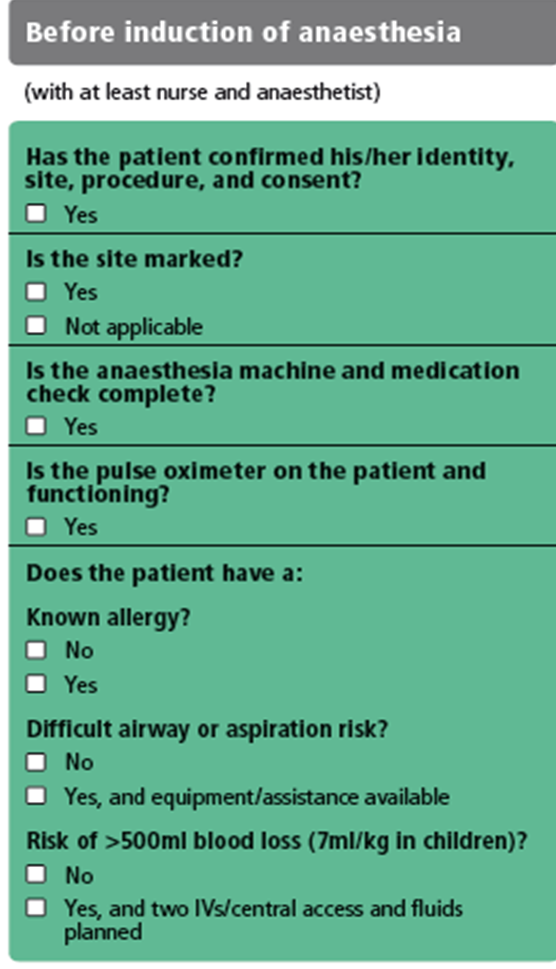 Before induction of anaesthesia
(with at least nurse and anaesthetist)
Has the patient confirmed his/her identity,
site, procedure, and consent?
Yes
Is the site marked?
Yes
Not applicable
Is the anaesthesia machine and medication
check complete?
Yes
Is the pulse oximeter on the patient and
functioning?
Yes
Does the patient have a:
Known allergy?
No
Yes
Difficult airway or aspiration risk?
No
Yes, and equipment/assistance available
Risk of >500ml blood loss (7ml/kg in children)?
No
Yes, and two IVs/central access and fluids
planned